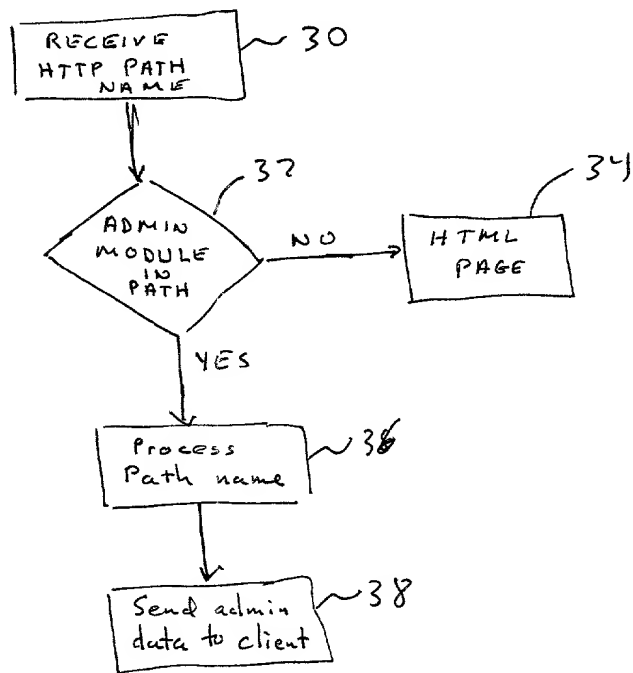 RECEIVE
HTTP PATH
NAME
30
32
ADMIN
MODULE
IN
PATH
NO
34
HTML
PAGE
YES
Process
Path name
36
Send admin
data to client
38